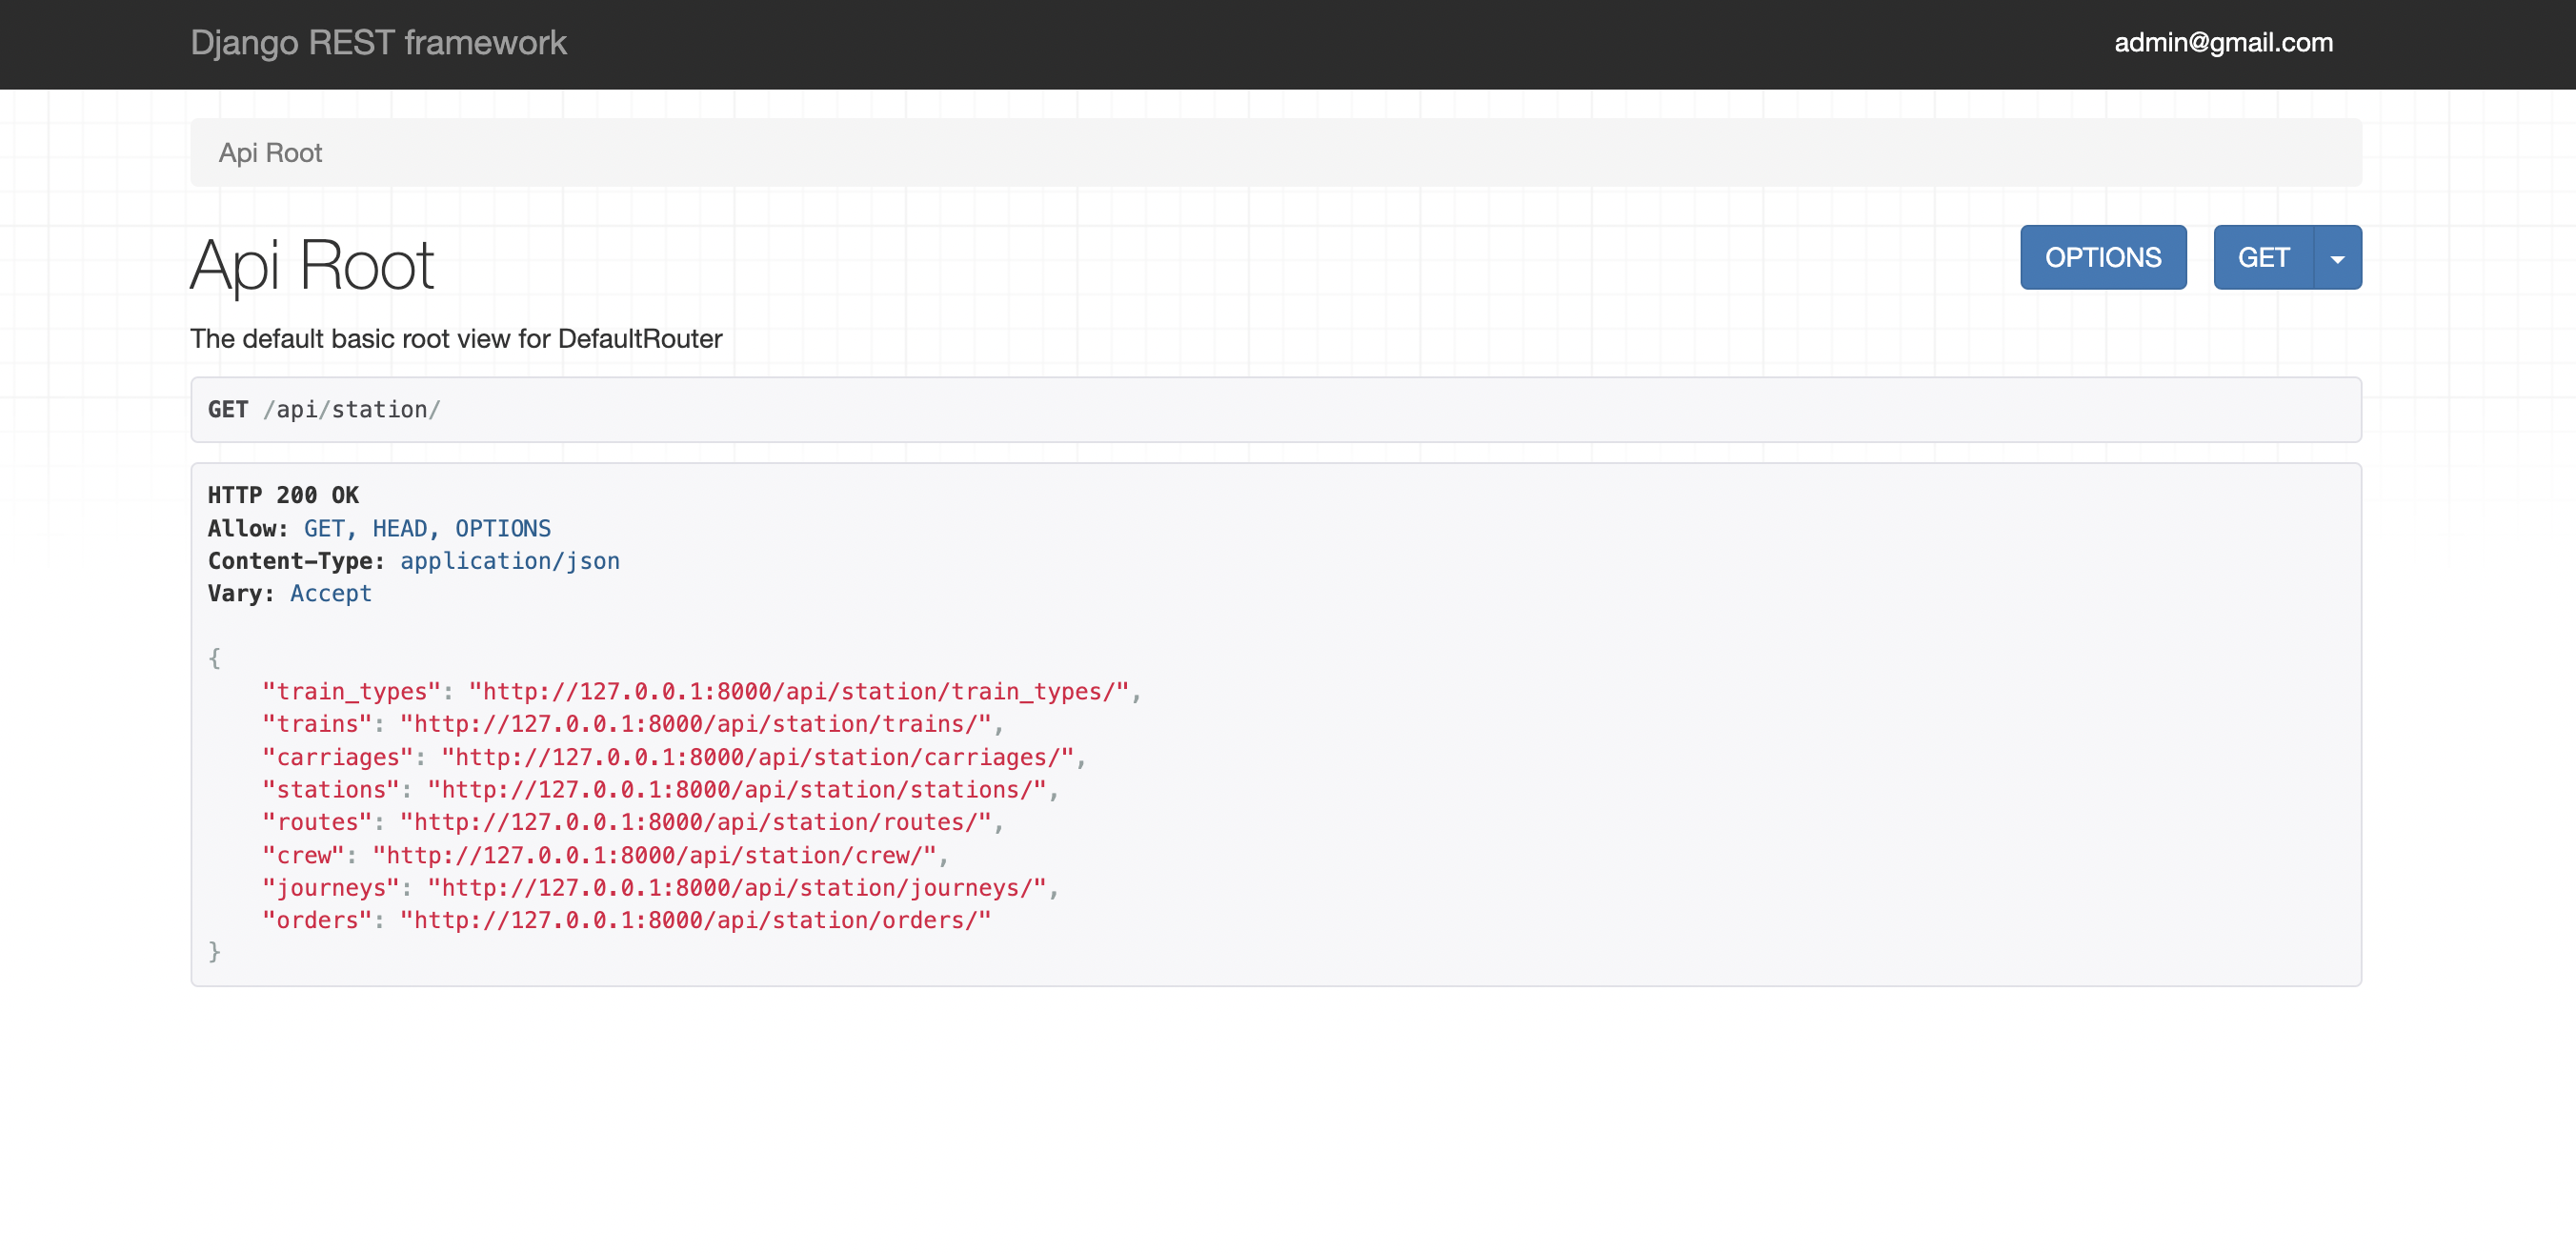 Django REST framework
admin@gmail.com
Api Root
Api Root
OPTIONS
GET
The default basic root view for DefaultRouter
GET /api/station/
HTTP 200 OK
Allow: GET, HEAD, OPTIONS
Content-Type: application/json
Vary: Accept
{
    "train_types": "http://127.0.0.1:8000/api/station/train_types/",
    "trains": "http://127.0.0.1:8000/api/station/trains/",
    "carriages": "http://127.0.0.1:8000/api/station/carriages/",
    "stations": "http://127.0.0.1:8000/api/station/stations/",
    "routes": "http://127.0.0.1:8000/api/station/routes/",
    "crew": "http://127.0.0.1:8000/api/station/crew/",
    "journeys": "http://127.0.0.1:8000/api/station/journeys/",
    "orders": "http://127.0.0.1:8000/api/station/orders/"
}